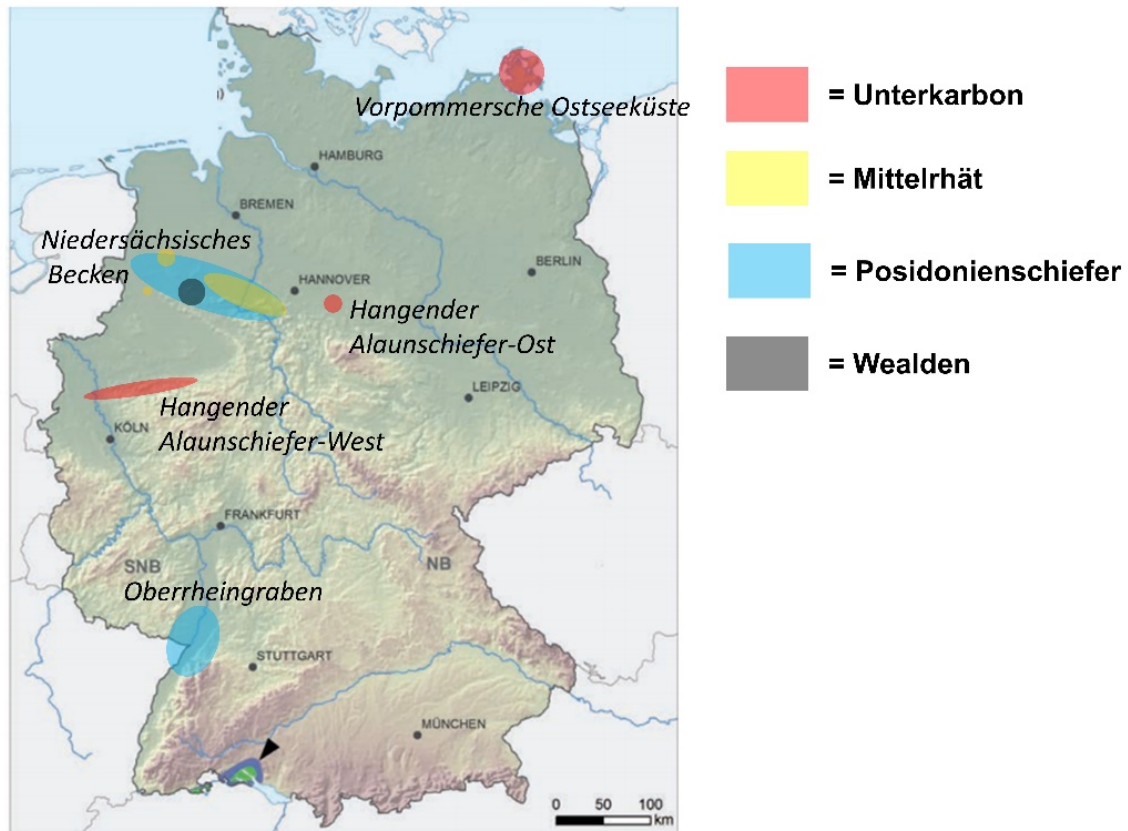 Vorpommersche Ostseeküste
HAMBURG
BREMEN
Niedersächsisches
Becken
BERLIN
HANNOVER
Hangender
Alaunschiefer-Ost
LEIPZIG
Hangender
Alaunschiefer-West
KÖLN
FRANKFURT
SNB
NB
Oberrheingraben
STUTTGART
MÜNCHEN
0 50 100
km
= Unterkarbon
= Mittelrhät
= Posidonienschiefer
= Wealden